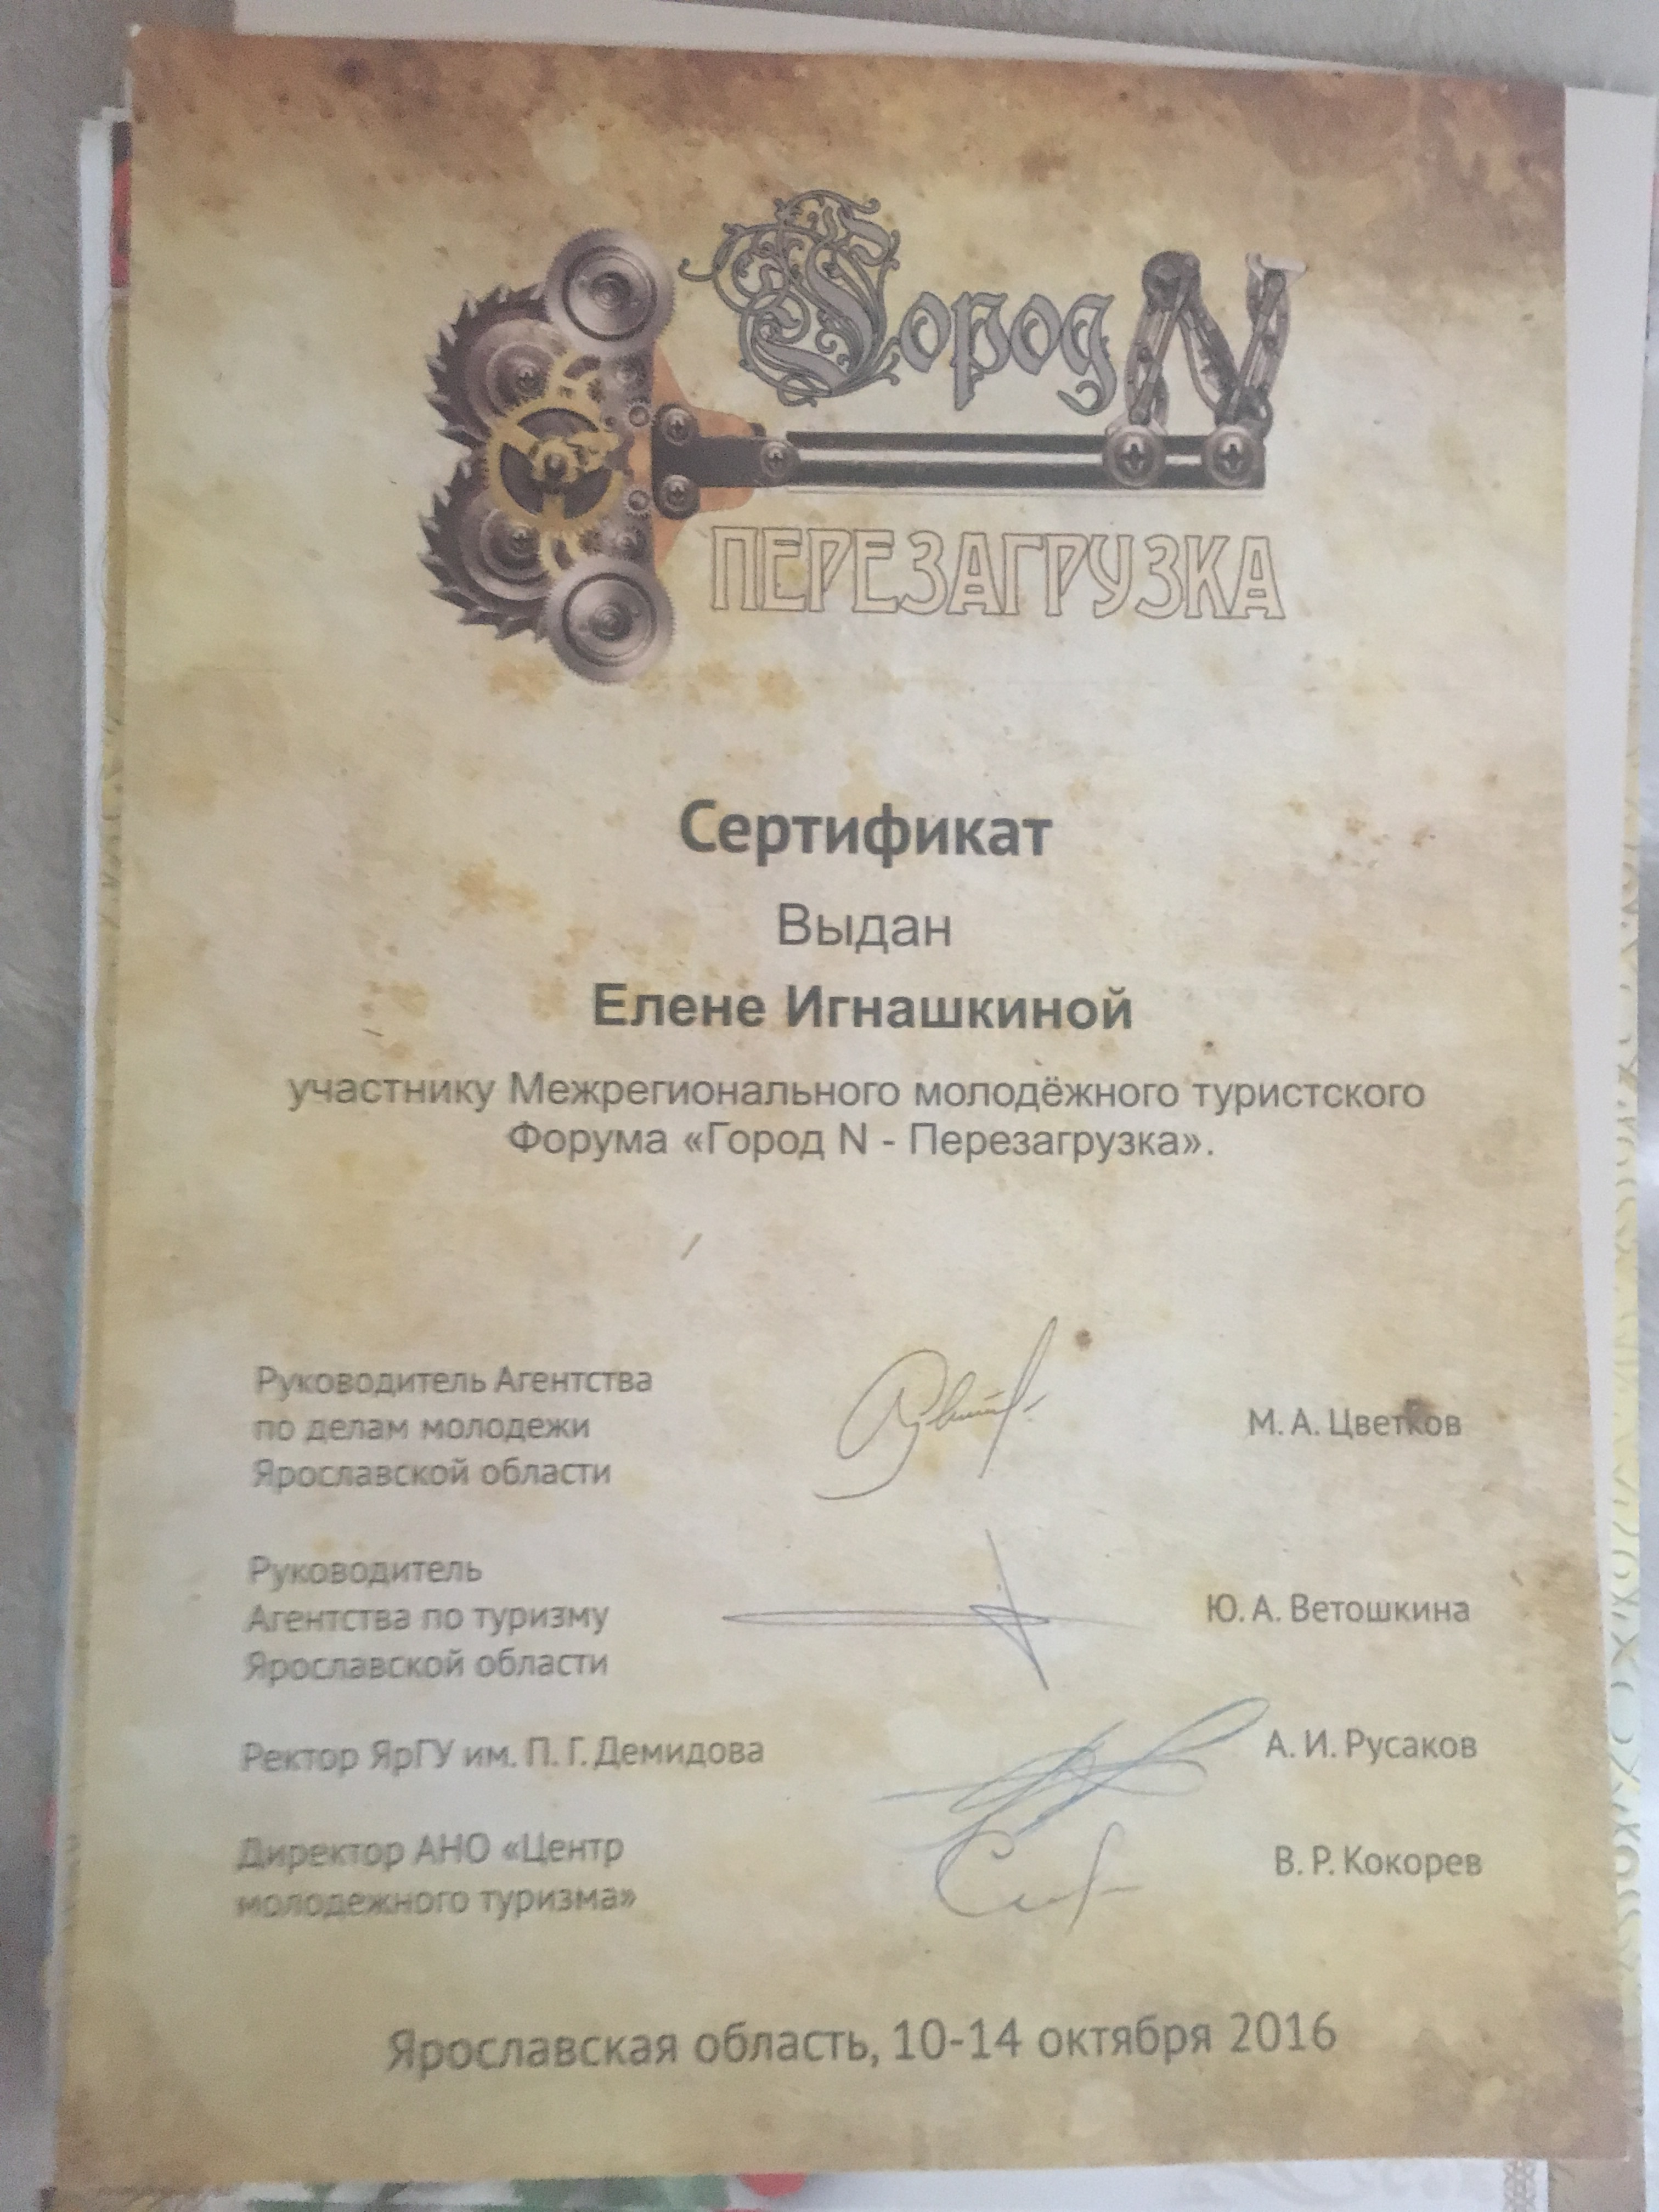 Город N
ПЕРЕЗАГРУЗКА
Сертификат
Выдан
Елене Игнашкиной
участнику Межрегионального молодёжного туристского
Форума «Город N - Перезагрузка».
Руководитель Агентства
по делам молодежи
Ярославской области
М. А. Цветков
Руководитель
Агентства по туризму
Ярославской области
Ю. А. Ветошкина
Ректор ЯрГУ им. П. Г. Демидова
А. И. Русаков
Директор АНО «Центр
молодежного туризма»
В. Р. Кокорев
Ярославская область, 10-14 октября 2016